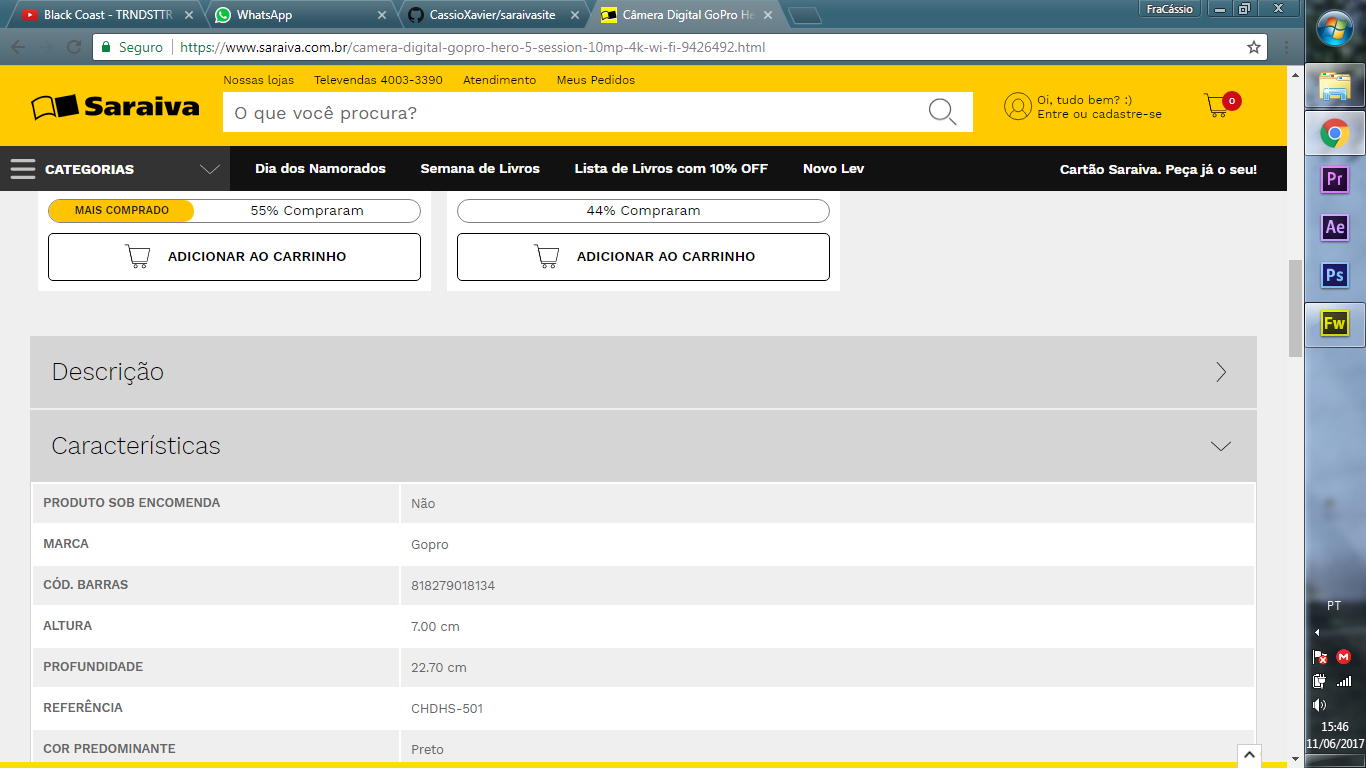 Black Coast - TRNDSTTR
WhatsApp
CassioXavier/saraivasite
Câmera Digital GoPro He
FraCássio
Seguro
https://www.saraiva.com.br/camera-digital-gopro-hero-5-session-10mp-4k-wi-fi-9426492.html
Nossas lojas Televendas 4003-3390 Atendimento Meus Pedidos
Saraiva
O que você procura?
Oi, tudo bem? :)
Entre ou cadastre-se
0
CATEGORIAS
Dia dos Namorados Semana de Livros Lista de Livros com 10% OFF Novo Lev
Cartão Saraiva. Peça já o seu!
MAIS COMPRADO 55% Compraram
44% Compraram
ADICIONAR AO CARRINHO
ADICIONAR AO CARRINHO
Descrição
Características
PRODUTO SOB ENCOMENDA Não
MARCA Gopro
CÓD. BARRAS 818279018134
ALTURA 7.00 cm
PROFUNDIDADE 22.70 cm
REFERÊNCIA CHDHS-501
COR PREDOMINANTE Preto
Pr
Ae
Ps
Fw
PT
M
15:46
11/06/2017